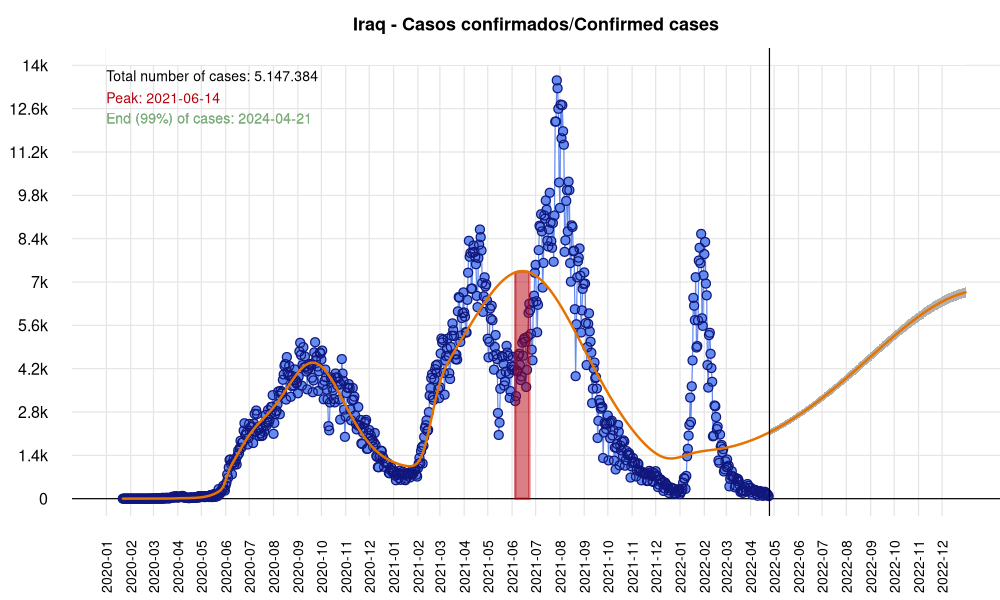 Iraq - Casos confirmados/Confirmed cases
Total number of cases: 5.147.384
Peak: 2021-06-14
End (99%) of cases: 2024-04-21
14k
12.6k
11.2k
9.8k
8.4k
7k
5.6k
4.2k
2.8k
1.4k
0
2020-01
2020-02
2020-03
2020-04
2020-05
2020-06
2020-07
2020-08
2020-09
2020-10
2020-11
2020-12
2021-01
2021-02
2021-03
2021-04
2021-05
2021-06
2021-07
2021-08
2021-09
2021-10
2021-11
2021-12
2022-01
2022-02
2022-03
2022-04
2022-05
2022-06
2022-07
2022-08
2022-09
2022-10
2022-11
2022-12